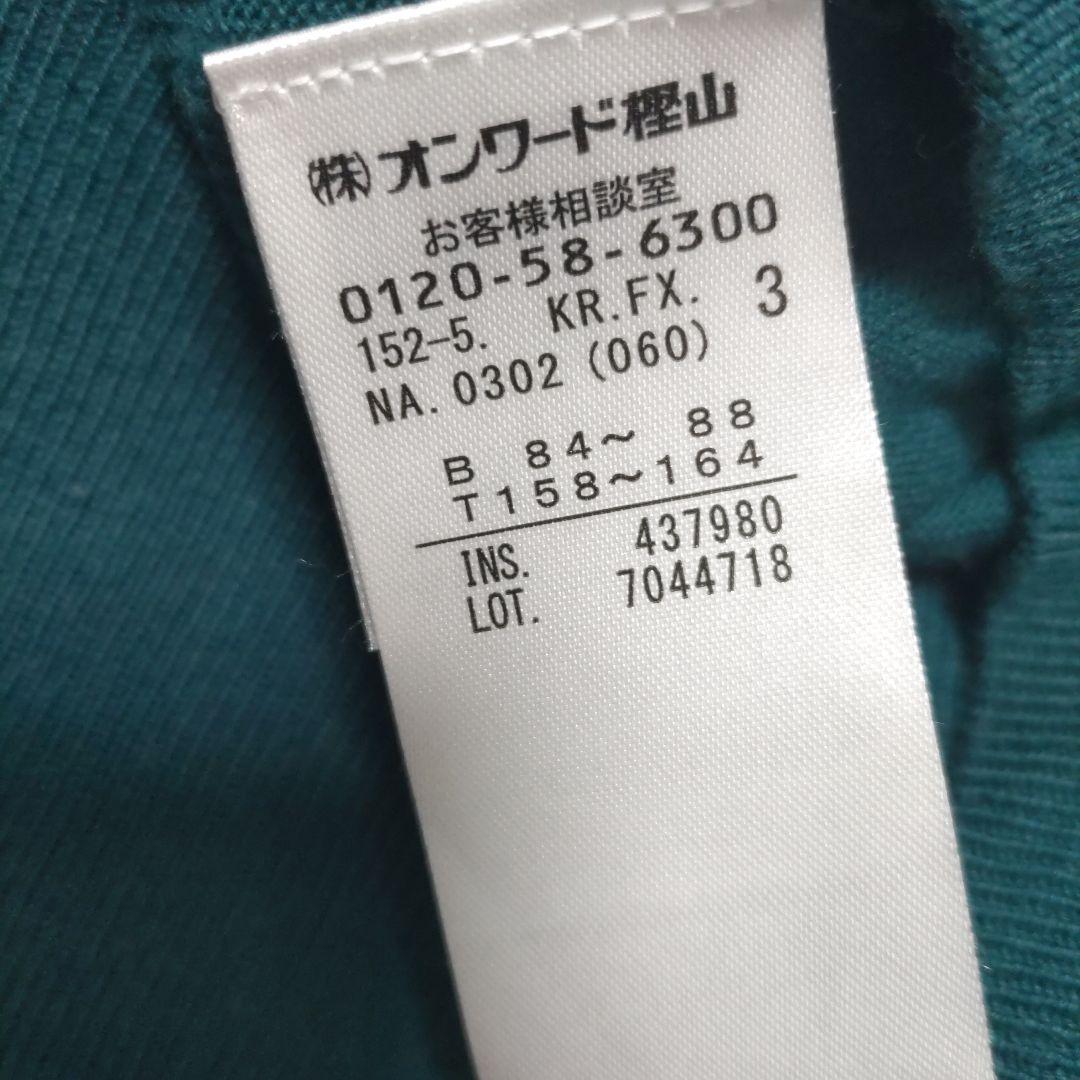 (株)オンワード樫山
お客様相談室
0120-58-6300
152-5. KR.FX. 3
NA.0302 (060)
B 84～ 88
T158～164
INS. 437980
LOT. 7044718